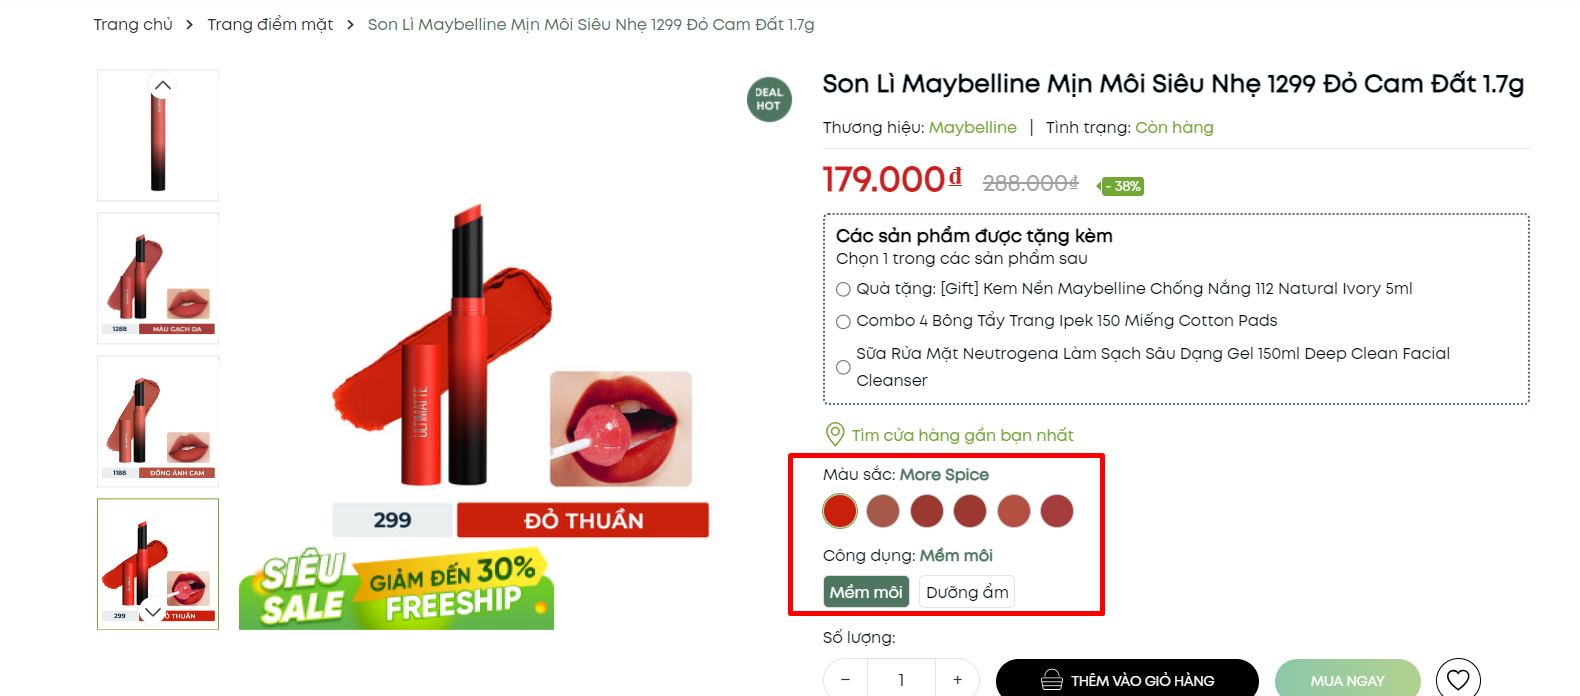 Trang chủ > Trang điểm mặt > Son Lì Maybelline Mịn Môi Siêu Nhẹ 1299 Đỏ Cam Đất 1.7g
1288 MÀU GẠCH DA
1188 ĐỒNG ÁNH CAM
299 ĐỎ THUẦN
ULTIMATTE
299 ĐỎ THUẦN
SIÊU SALE
GIẢM ĐẾN 30%
FREESHIP
DEAL
HOT
Son Lì Maybelline Mịn Môi Siêu Nhẹ 1299 Đỏ Cam Đất 1.7g
Thương hiệu: Maybelline | Tình trạng: Còn hàng
179.000₫ 288.000₫ - 38%
Các sản phẩm được tặng kèm
Chọn 1 trong các sản phẩm sau
Quà tặng: [Gift] Kem Nền Maybelline Chống Nắng 112 Natural Ivory 5ml
Combo 4 Bông Tẩy Trang Ipek 150 Miếng Cotton Pads
Sữa Rửa Mặt Neutrogena Làm Sạch Sâu Dạng Gel 150ml Deep Clean Facial
Cleanser
Tìm cửa hàng gần bạn nhất
Màu sắc: More Spice
Công dụng: Mềm môi
Mềm môi Dưỡng ẩm
Số lượng:
− 1 + THÊM VÀO GIỎ HÀNG MUA NGAY